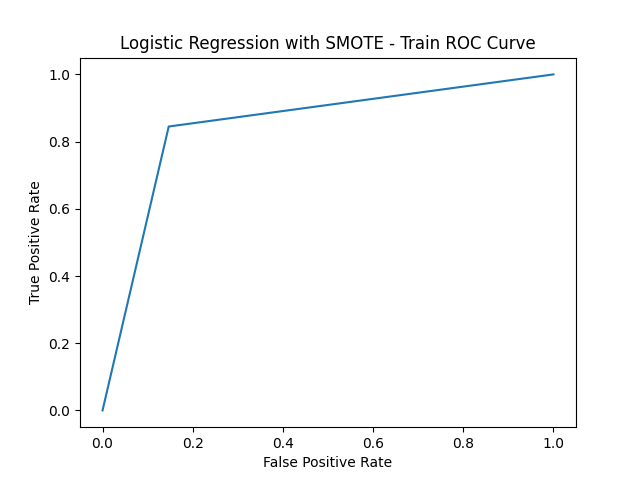 Logistic Regression with SMOTE - Train ROC Curve
1.0
0.8
0.6
0.4
0.2
0.0
True Positive Rate
0.0 0.2 0.4 0.6 0.8 1.0
False Positive Rate